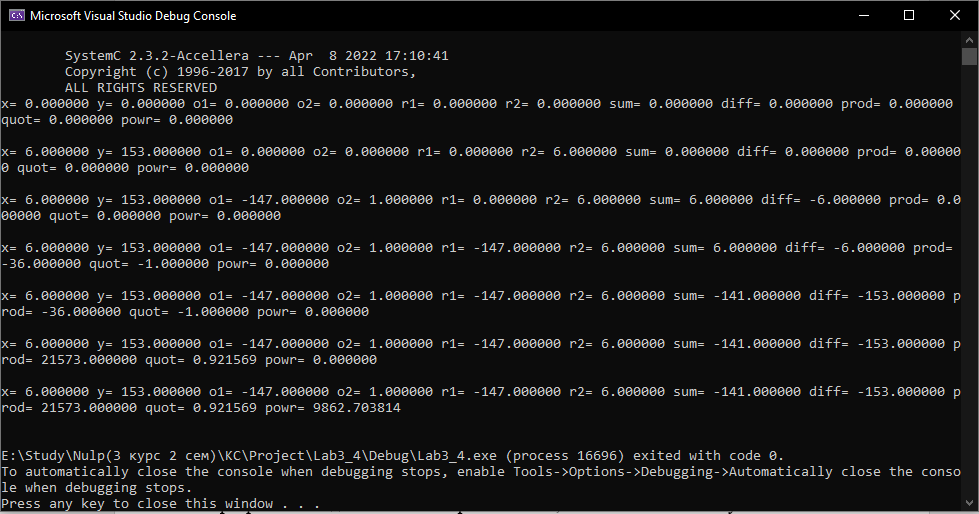 Microsoft Visual Studio Debug Console
SystemC 2.3.2-Accellera --- Apr  8 2022 17:10:41
Copyright (c) 1996-2017 by all Contributors,
ALL RIGHTS RESERVED
x= 0.000000 y= 0.000000 o1= 0.000000 o2= 0.000000 r1= 0.000000 r2= 0.000000 sum= 0.000000 diff= 0.000000 prod= 0.000000
quot= 0.000000 powr= 0.000000
x= 6.000000 y= 153.000000 o1= 0.000000 o2= 0.000000 r1= 0.000000 r2= 6.000000 sum= 0.000000 diff= 0.000000 prod= 0.00000
0 quot= 0.000000 powr= 0.000000
x= 6.000000 y= 153.000000 o1= -147.000000 o2= 1.000000 r1= 0.000000 r2= 6.000000 sum= 6.000000 diff= -6.000000 prod= 0.0
00000 quot= 0.000000 powr= 0.000000
x= 6.000000 y= 153.000000 o1= -147.000000 o2= 1.000000 r1= -147.000000 r2= 6.000000 sum= 6.000000 diff= -6.000000 prod=
-36.000000 quot= -1.000000 powr= 0.000000
x= 6.000000 y= 153.000000 o1= -147.000000 o2= 1.000000 r1= -147.000000 r2= 6.000000 sum= -141.000000 diff= -153.000000 p
rod= -36.000000 quot= -1.000000 powr= 0.000000
x= 6.000000 y= 153.000000 o1= -147.000000 o2= 1.000000 r1= -147.000000 r2= 6.000000 sum= -141.000000 diff= -153.000000 p
rod= 21573.000000 quot= 0.921569 powr= 0.000000
x= 6.000000 y= 153.000000 o1= -147.000000 o2= 1.000000 r1= -147.000000 r2= 6.000000 sum= -141.000000 diff= -153.000000 p
rod= 21573.000000 quot= 0.921569 powr= 9862.703814
E:\Study\Nulp(3 курс 2 сем)\КС\Project\Lab3_4\Debug\Lab3_4.exe (process 16696) exited with code 0.
To automatically close the console when debugging stops, enable Tools->Options->Debugging->Automatically close the conso
le when debugging stops.
Press any key to close this window . . .